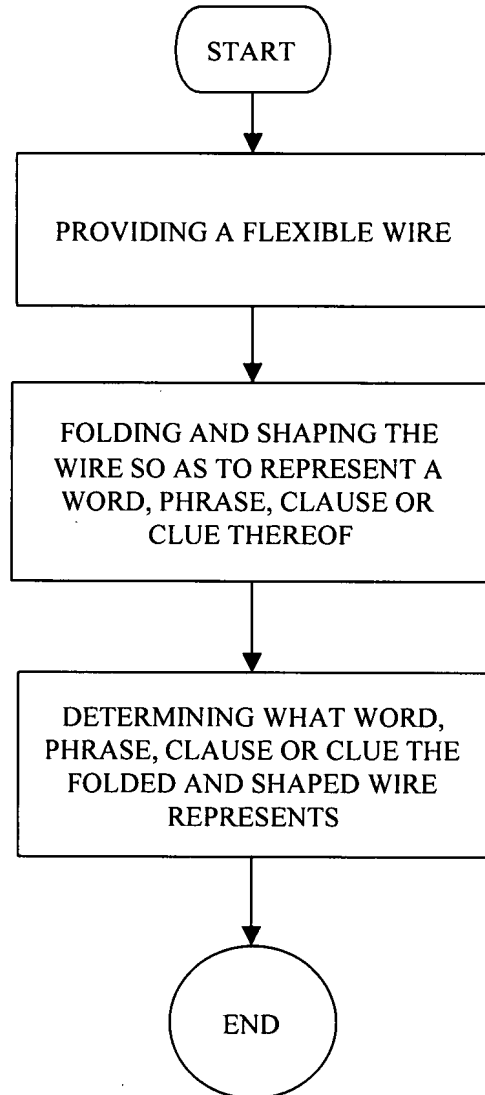 START
PROVIDING A FLEXIBLE WIRE
FOLDING AND SHAPING THE
WIRE SO AS TO REPRESENT A
WORD, PHRASE, CLAUSE OR
CLUE THEREOF
DETERMINING WHAT WORD,
PHRASE, CLAUSE OR CLUE THE
FOLDED AND SHAPED WIRE
REPRESENTS
END